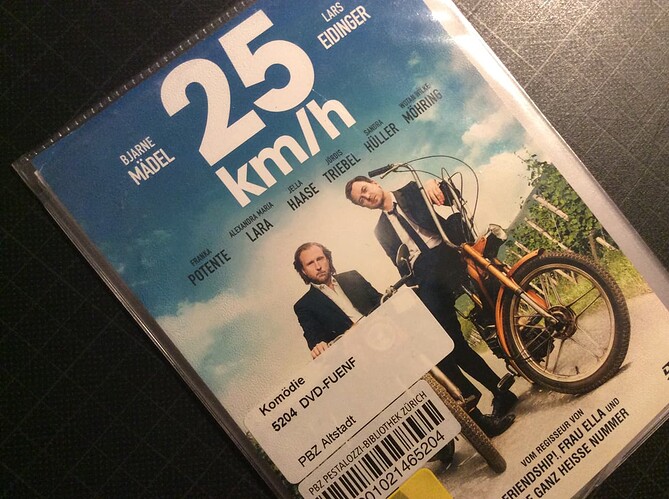 BJARNE
MÄDEL
25
km/h
LARS
EIDINGER
FRANKA
POTENTE
ALEXANDRA MARIA
LARA
JELLA
HAASE
JÖRDIS
TRIEBEL
SANDRA
HÜLLER
WOTAN WILKE
MÖHRING
Komödie
5204 DVD-FUENF
PBZ Altstadt
PBZ PESTALOZZI-BIBLIOTHEK ZÜRICH
01021465204
VOM REGISSEUR VON
FRIENDSHIP!, FRAU ELLA UND
GANZ HEISSE NUMMER